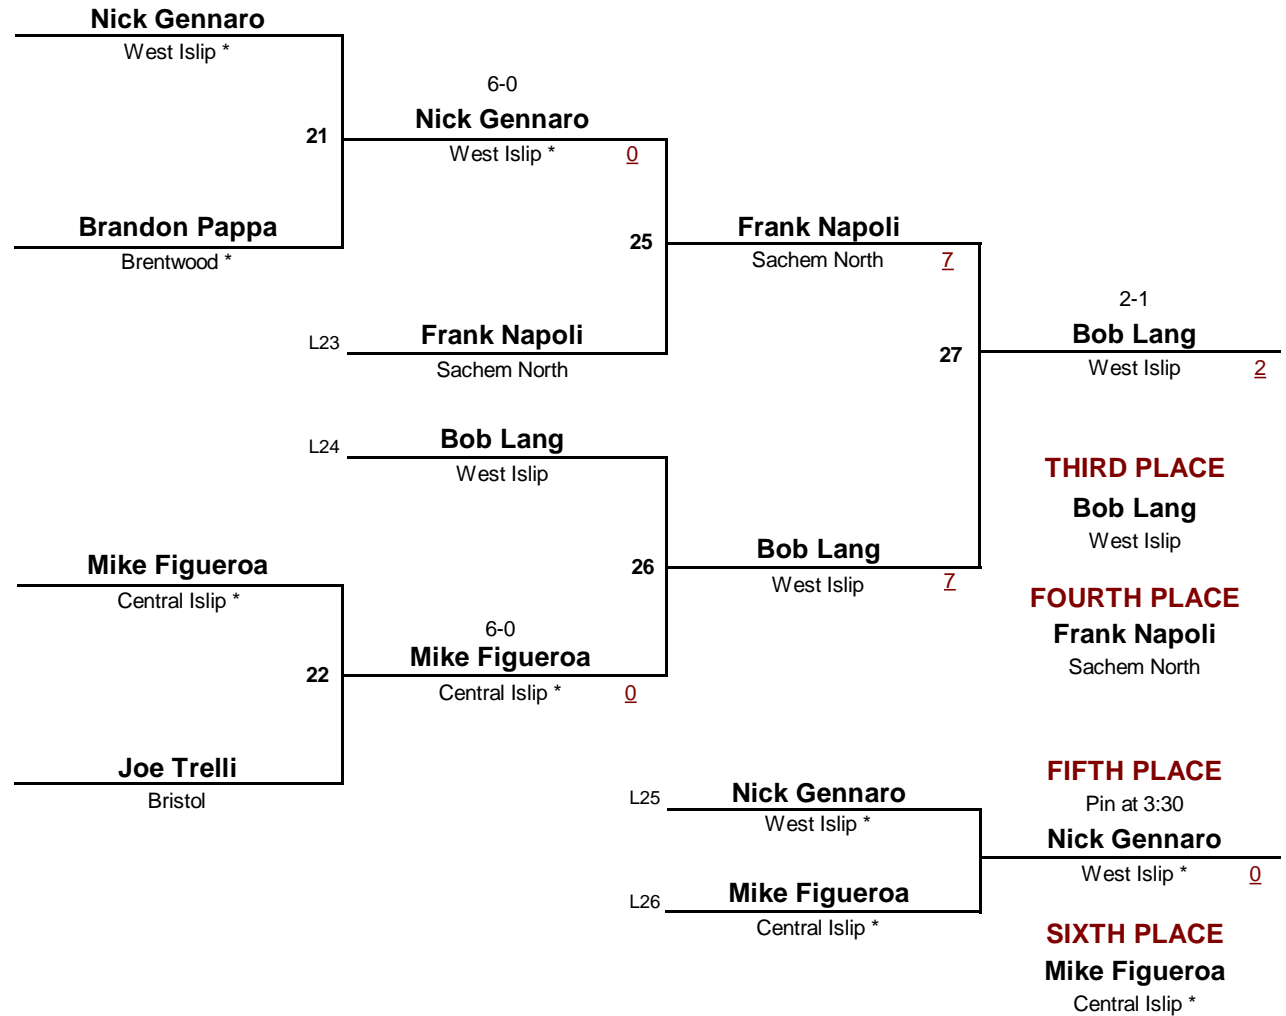 Nick Gennaro
West Islip *
21
Brandon Pappa
Brentwood *
6-0
Nick Gennaro
West Islip * 0
25
L23 Frank Napoli
Sachem North
Frank Napoli
Sachem North 7
27
2-1
Bob Lang
West Islip 2
L24 Bob Lang
West Islip
26
Bob Lang
West Islip 7
Mike Figueroa
Central Islip *
22
Joe Trelli
Bristol
6-0
Mike Figueroa
Central Islip * 0
THIRD PLACE
Bob Lang
West Islip
FOURTH PLACE
Frank Napoli
Sachem North
L25 Nick Gennaro
West Islip *
L26 Mike Figueroa
Central Islip *
FIFTH PLACE
Pin at 3:30
Nick Gennaro
West Islip * 0
SIXTH PLACE
Mike Figueroa
Central Islip *